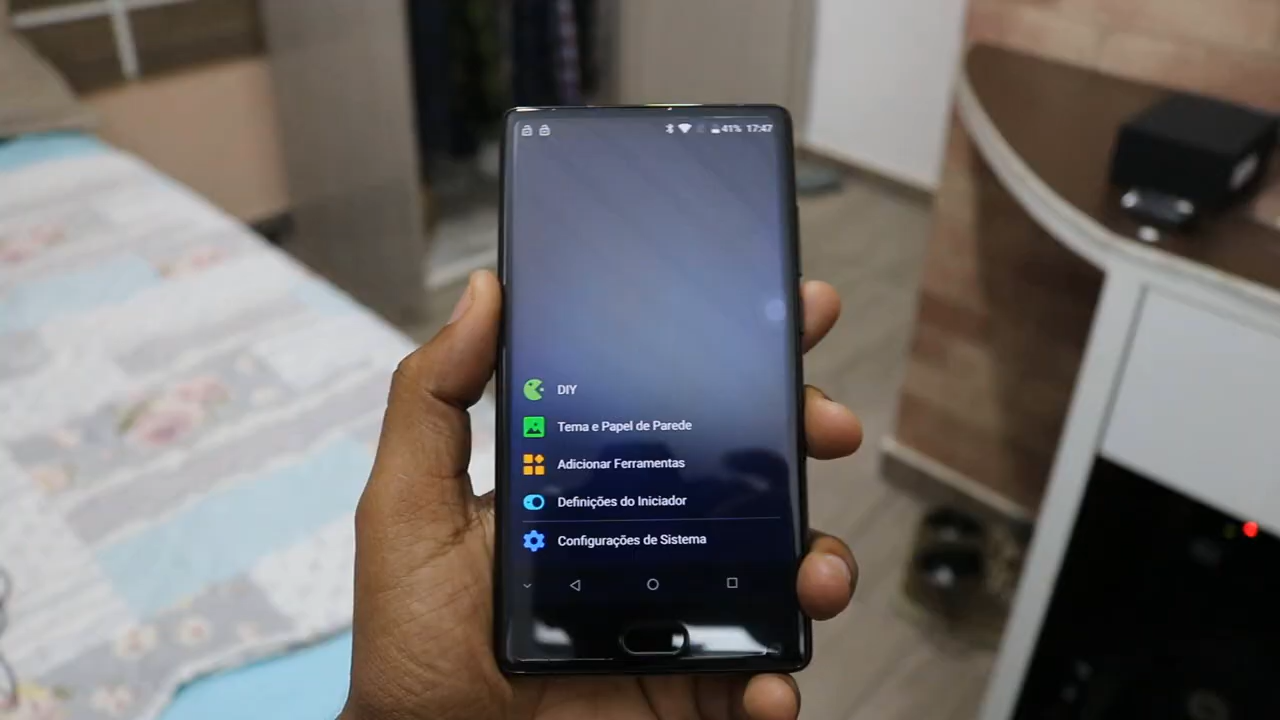 41% 17:47
DIY
Tema e Papel de Parede
Adicionar Ferramentas
Definições do Iniciador
Configurações de Sistema